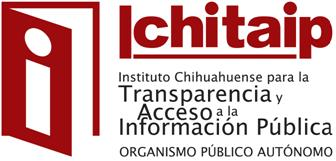 Ichitaip
Instituto Chihuahuense para la
Transparencia y
Acceso a la
Información Pública
ORGANISMO PÚBLICO AUTÓNOMO